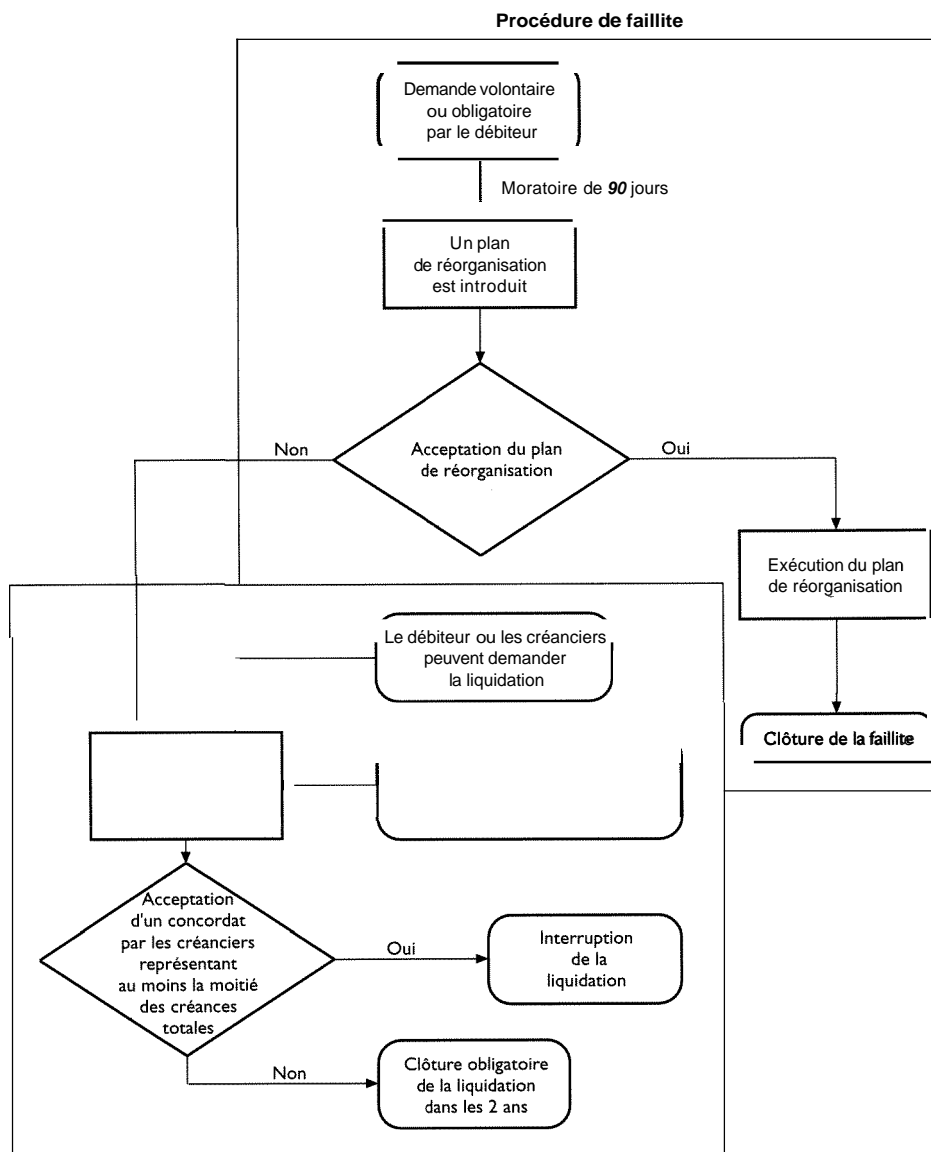 Procédure de faillite
Demande volontaire
ou obligatoire
par le débiteur
Moratoire de 90 jours
Un plan
de réorganisation
est introduit
Non
Acceptation du plan
de réorganisation
Oui
Exécution du plan
de réorganisation
Le débiteur ou les créanciers
peuvent demander
la liquidation
Clôture de la faillite
Acceptation
d'un concordat
par les créanciers
représentant
au moins la moitié
des créances
totales
Oui
Interruption
de la
liquidation
Non
Clôture obligatoire
de la liquidation
dans les 2 ans